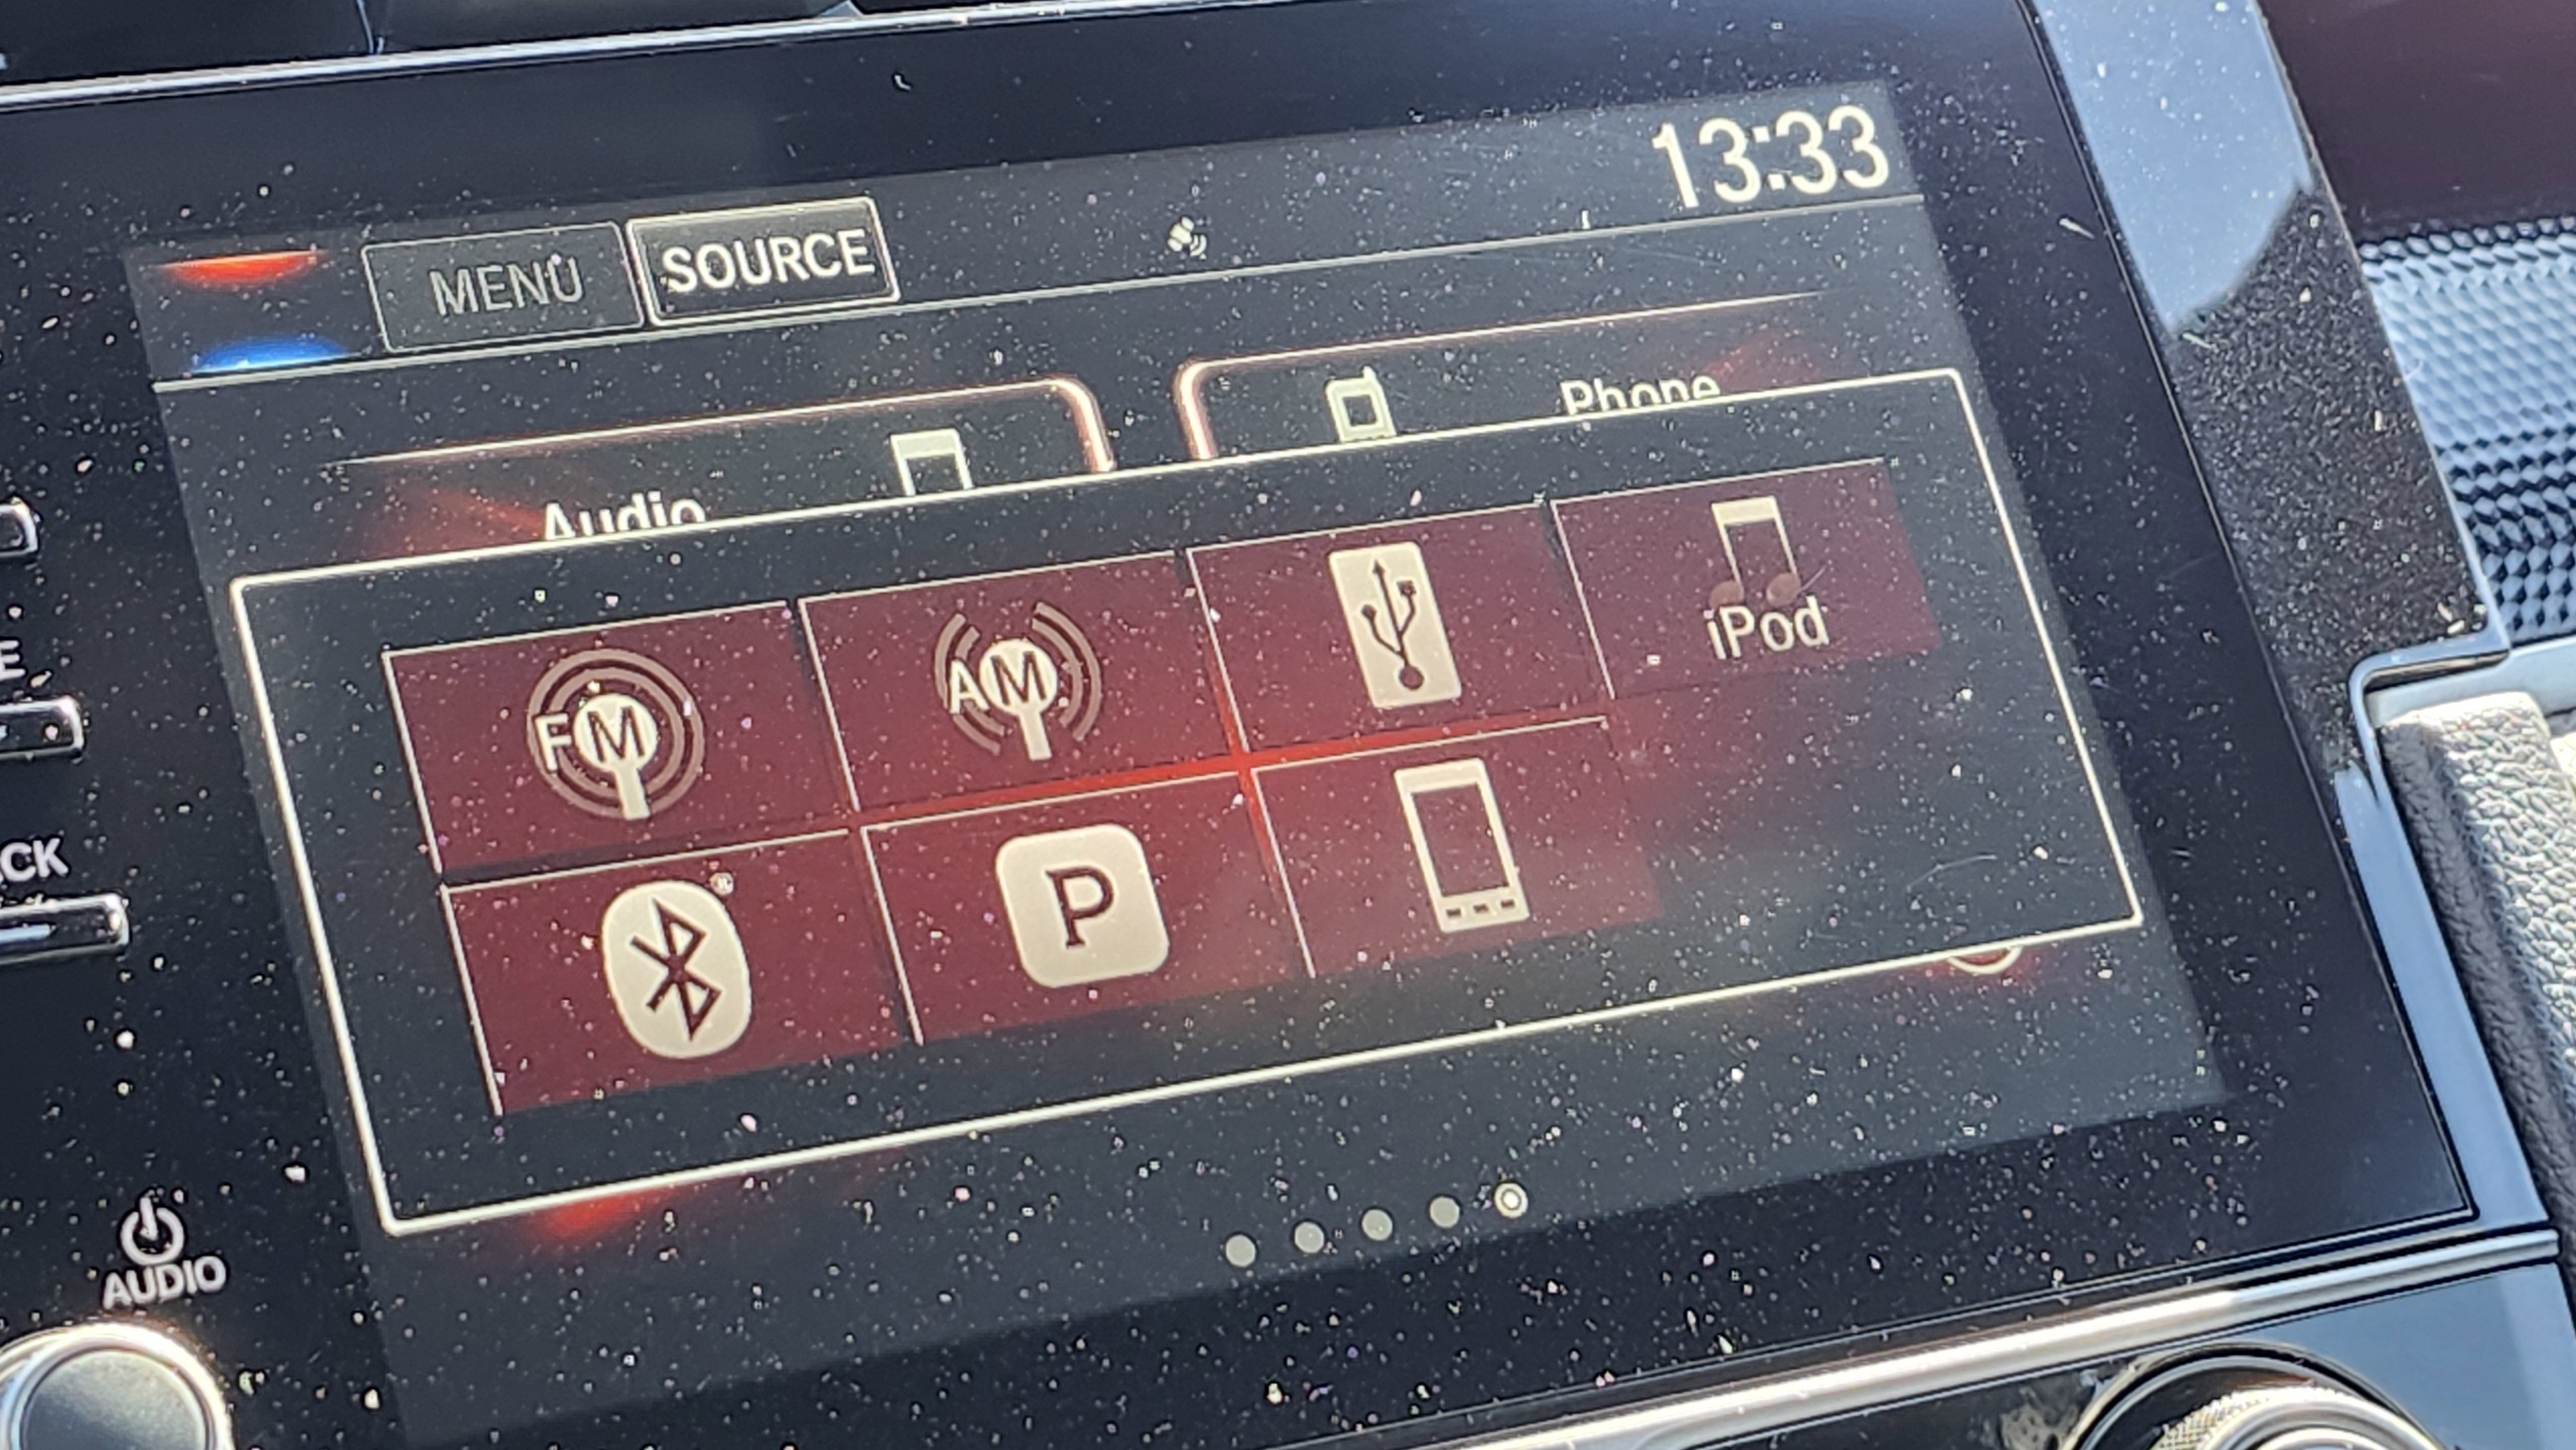 13:33
MENU SOURCE
Phone
Audio
FM AM iPod
E
P
CK
AUDIO